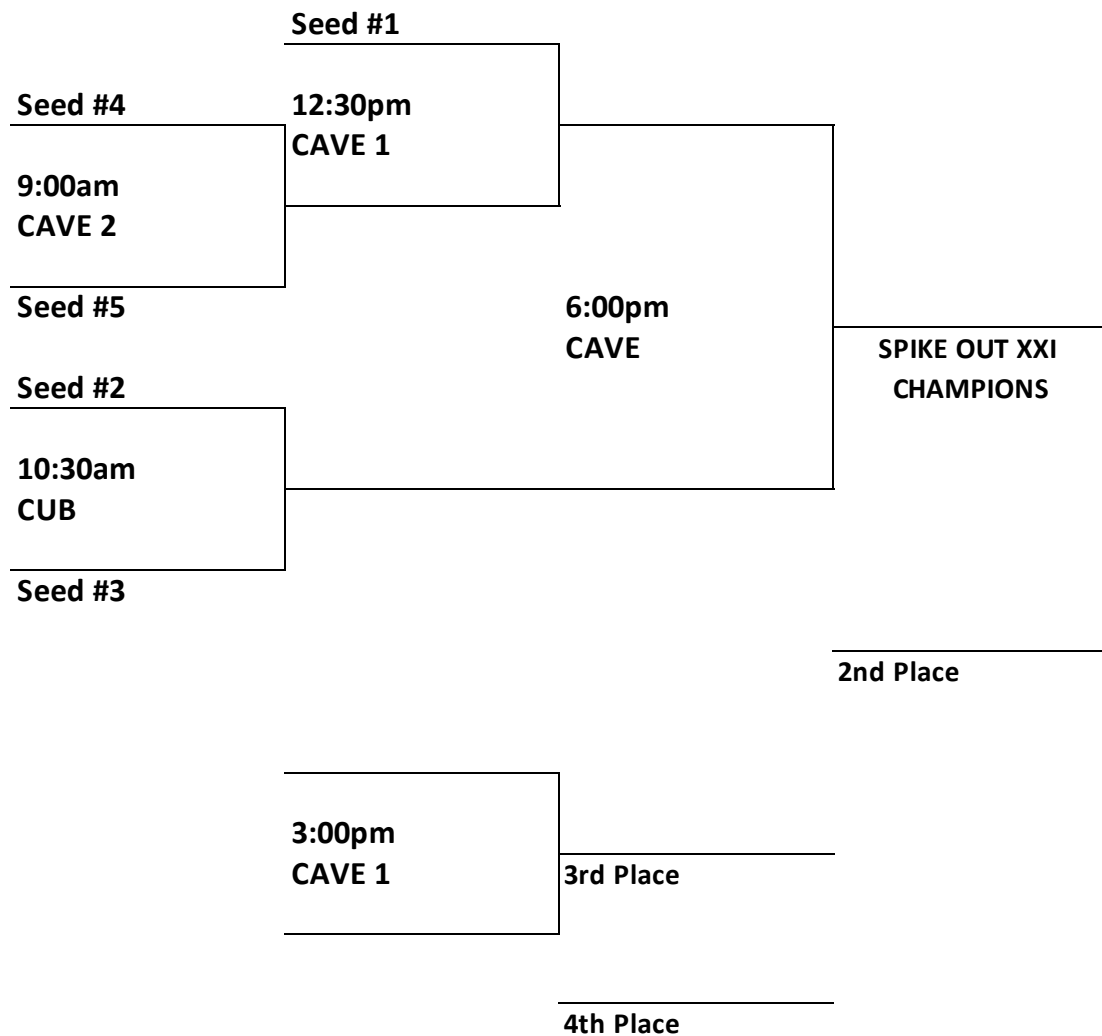 Seed #1
Seed #4
12:30pm
CAVE 1
9:00am
CAVE 2
Seed #5
6:00pm
CAVE
SPIKE OUT XXI
CHAMPIONS
Seed #2
10:30am
CUB
Seed #3
2nd Place
3:00pm
CAVE 1
3rd Place
4th Place